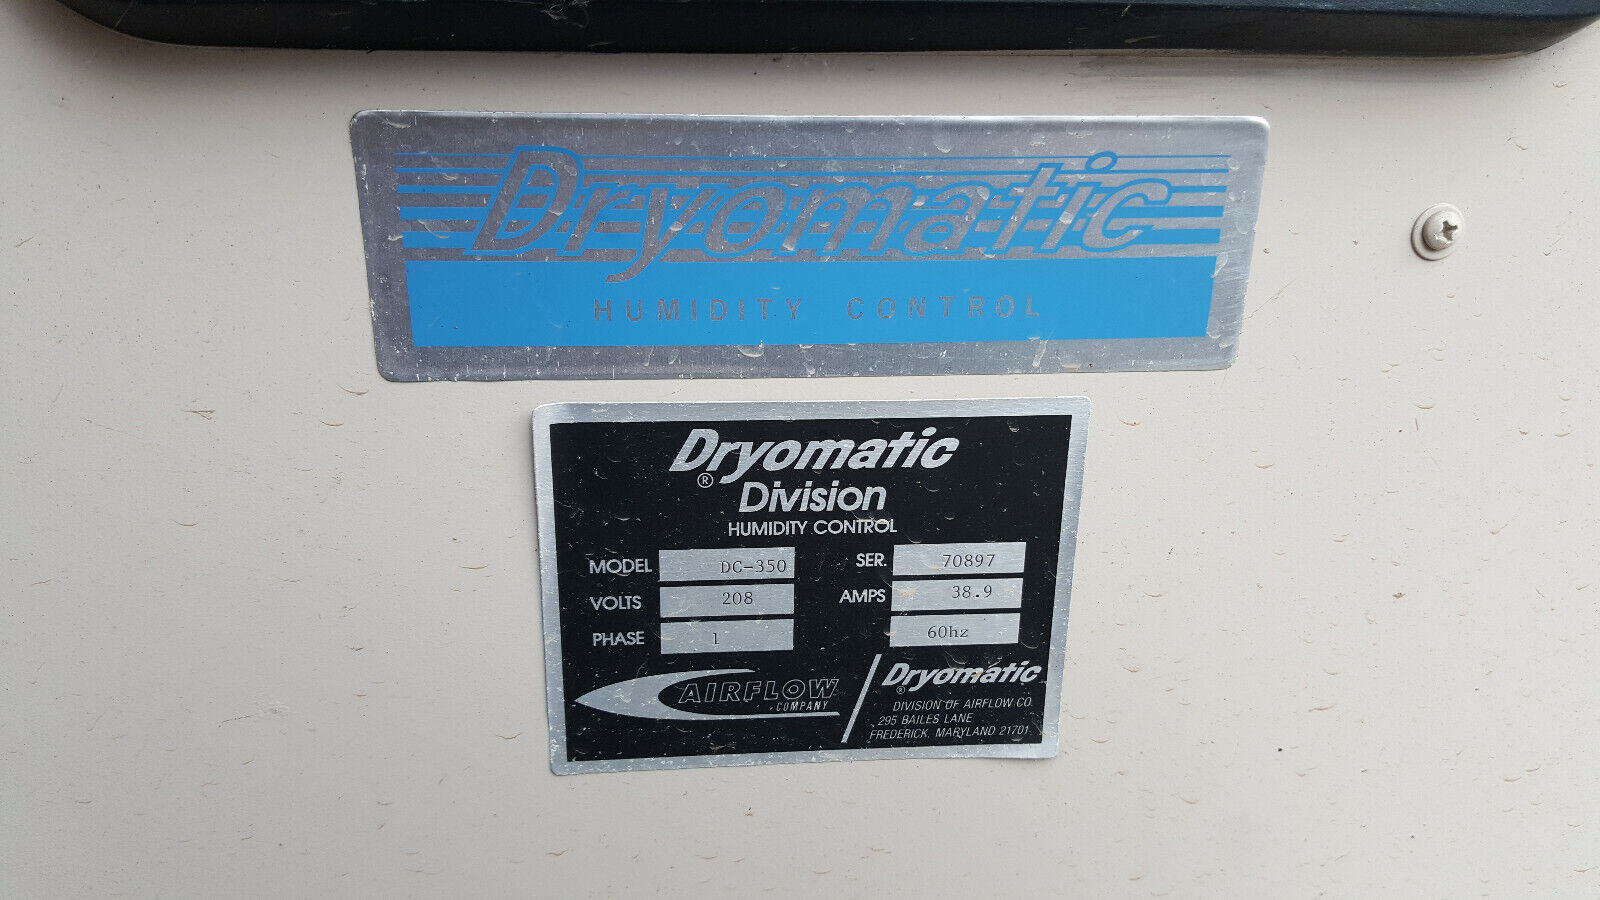 Dryomatic
HUMIDITY CONTROL
Dryomatic
®
Division
HUMIDITY CONTROL
MODEL DC-350 SER. 70897
VOLTS 208 AMPS 38.9
PHASE 1 60hz
AIRFLOW
COMPANY
Dryomatic
®
DIVISION OF AIRFLOW CO.
295 BAILES LANE
FREDERICK, MARYLAND 21701